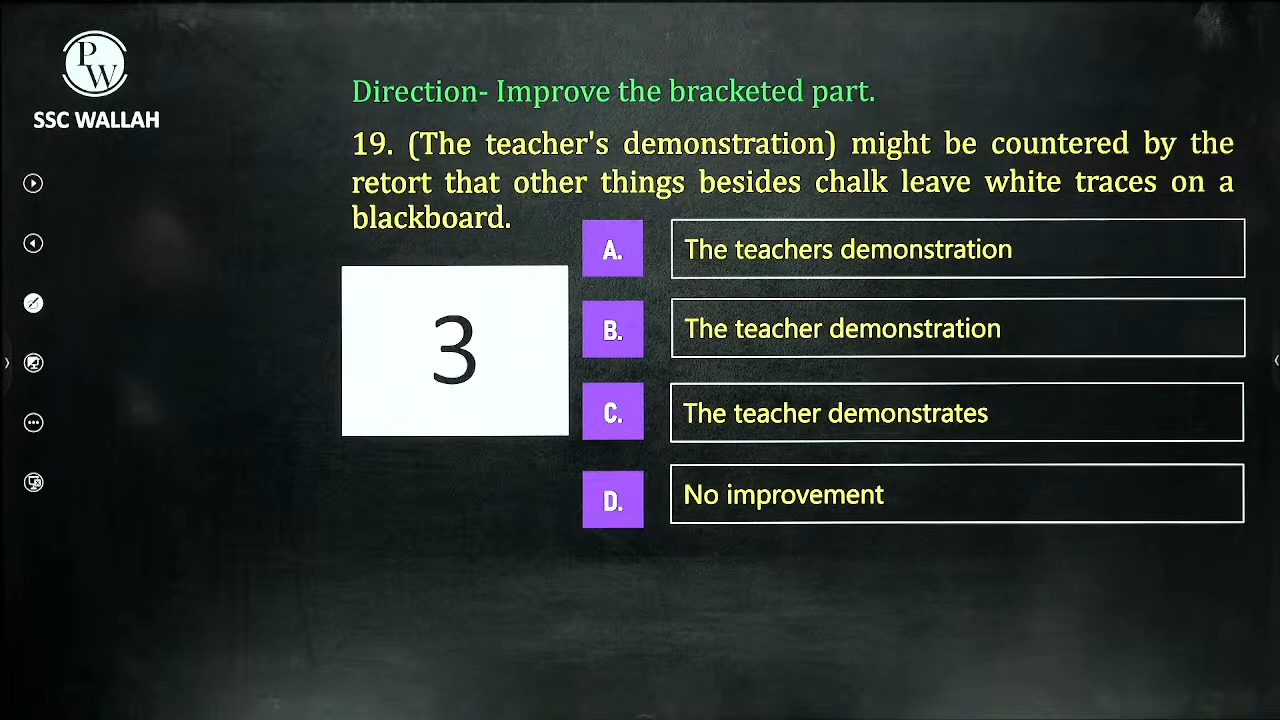 PW
SSC WALLAH
Direction- Improve the bracketed part.
19. (The teacher's demonstration) might be countered by the
retort that other things besides chalk leave white traces on a
blackboard.
A. The teachers demonstration
3
B. The teacher demonstration
C. The teacher demonstrates
D. No improvement